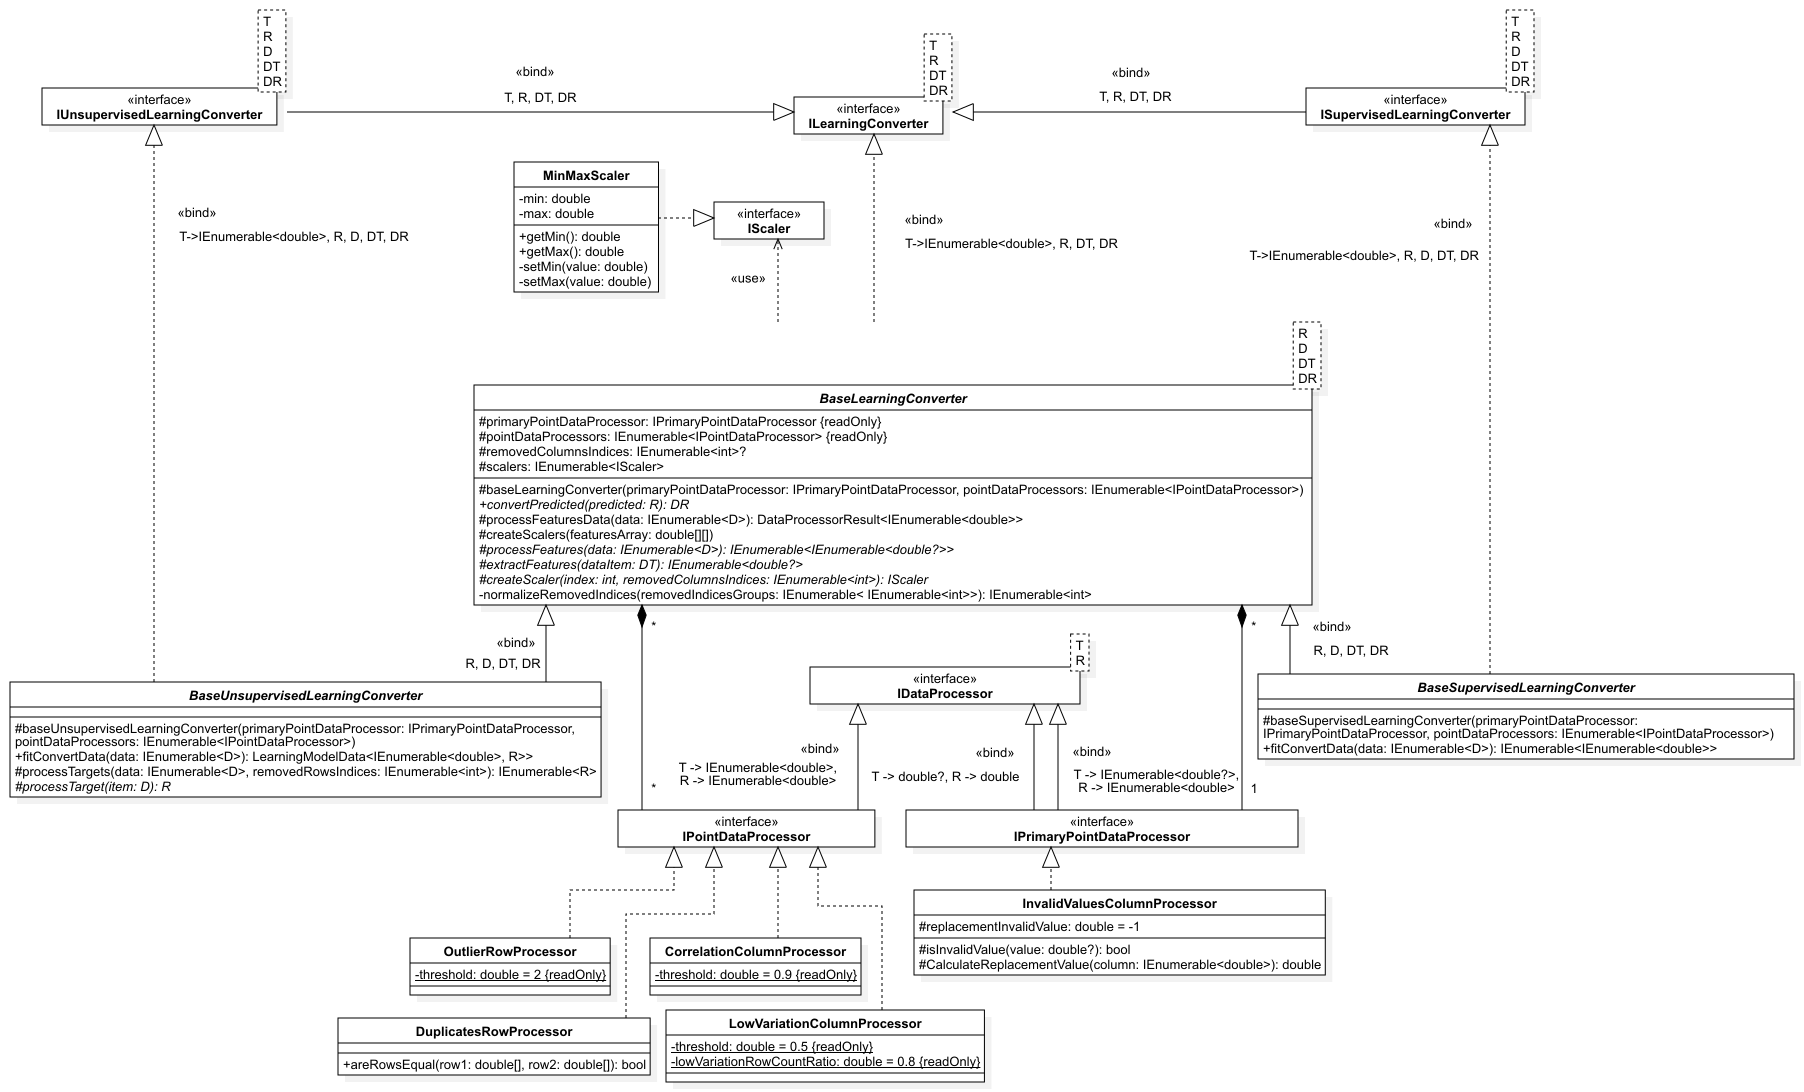 T
R
D
DT
DR
«interface»
IUnsupervisedLearningConverter
«bind»
T, R, DT, DR
T
R
DT
DR
«interface»
ILearningConverter
«bind»
T, R, DT, DR
T
R
D
DT
DR
«interface»
ISupervisedLearningConverter
MinMaxScaler
-min: double
-max: double
+getMin(): double
+getMax(): double
-setMin(value: double)
-setMax(value: double)
«interface»
IScaler
«use»
«bind»
T->IEnumerable<double>, R, D, DT, DR
«bind»
T->IEnumerable<double>, R, DT, DR
«bind»
T->IEnumerable<double>, R, D, DT, DR
R
D
DT
DR
BaseLearningConverter
#primaryPointDataProcessor: IPrimaryPointDataProcessor {readOnly}
#pointDataProcessors: IEnumerable<IPointDataProcessor> {readOnly}
#removedColumnsIndices: IEnumerable<int>?
#scalers: IEnumerable<IScaler>
#baseLearningConverter(primaryPointDataProcessor: IPrimaryPointDataProcessor, pointDataProcessors: IEnumerable<IPointDataProcessor>)
+convertPredicted(predicted: R): DR
#processFeaturesData(data: IEnumerable<D>): DataProcessorResult<IEnumerable<double>>
#createScalers(featuresArray: double[][])
#processFeatures(data: IEnumerable<D>): IEnumerable<IEnumerable<double?>>
#extractFeatures(dataItem: DT): IEnumerable<double?>
#createScaler(index: int, removedColumnsIndices: IEnumerable<int>): IScaler
-normalizeRemovedIndices(removedIndicesGroups: IEnumerable< IEnumerable<int>>): IEnumerable<int>
«bind»
R, D, DT, DR
*
*
«bind»
R, D, DT, DR
BaseUnsupervisedLearningConverter
#baseUnsupervisedLearningConverter(primaryPointDataProcessor: IPrimaryPointDataProcessor,
pointDataProcessors: IEnumerable<IPointDataProcessor>)
+fitConvertData(data: IEnumerable<D>): LearningModelData<IEnumerable<double>, R>>
#processTargets(data: IEnumerable<D>, removedRowsIndices: IEnumerable<int>): IEnumerable<R>
#processTarget(item: D): R
T
R
«interface»
IDataProcessor
BaseSupervisedLearningConverter
#baseSupervisedLearningConverter(primaryPointDataProcessor:
IPrimaryPointDataProcessor, pointDataProcessors: IEnumerable<IPointDataProcessor>)
+fitConvertData(data: IEnumerable<D>): IEnumerable<IEnumerable<double>>
«bind»
T -> IEnumerable<double>,
R -> IEnumerable<double>
*
«bind»
T -> double?, R -> double
«bind»
T -> IEnumerable<double?>,
R -> IEnumerable<double>
1
«interface»
IPointDataProcessor
«interface»
IPrimaryPointDataProcessor
InvalidValuesColumnProcessor
#replacementInvalidValue: double = -1
#isInvalidValue(value: double?): bool
#CalculateReplacementValue(column: IEnumerable<double>): double
OutlierRowProcessor
-threshold: double = 2 {readOnly}
CorrelationColumnProcessor
-threshold: double = 0.9 {readOnly}
DuplicatesRowProcessor
+areRowsEqual(row1: double[], row2: double[]): bool
LowVariationColumnProcessor
-threshold: double = 0.5 {readOnly}
-lowVariationRowCountRatio: double = 0.8 {readOnly}